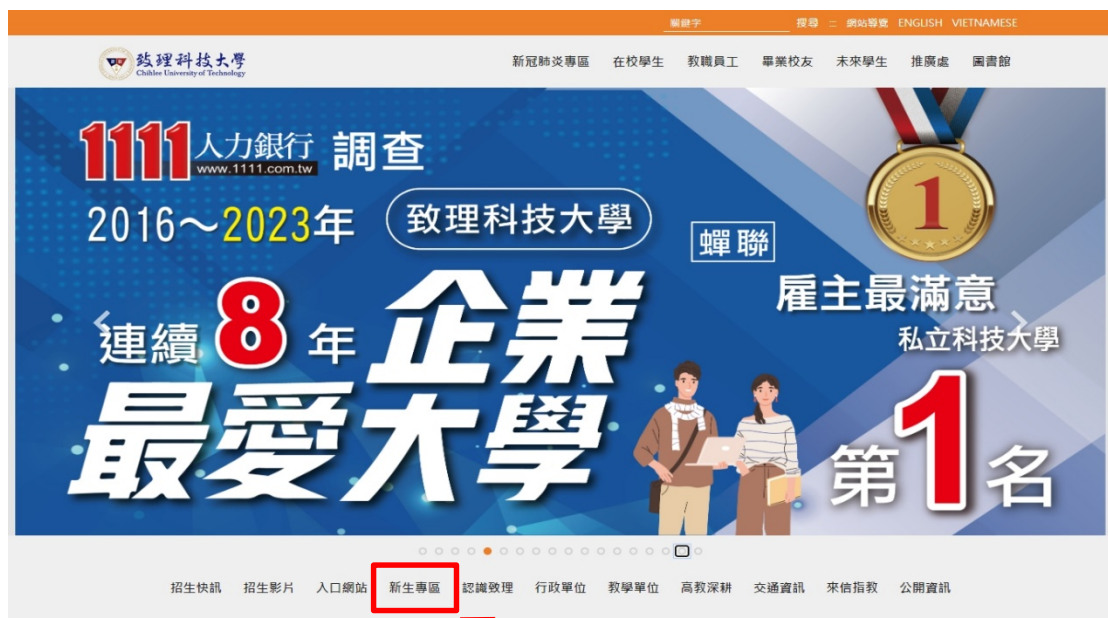 關鍵字 搜尋 :: 網站導覽 ENGLISH VIETNAMESE
致理科技大學
Chihlee University of Technology
新冠肺炎專區 在校學生 教職員工 畢業校友 未來學生 推廣處 圖書館
1111人力銀行 調查
www.1111.com.tw
2016～2023年 致理科技大學
蟬聯
連續8年 企業
最愛大學
雇主最滿意
私立科技大學
第1名
1
招生快訊 招生影片 入口網站 新生專區 認識致理 行政單位 教學單位 高教深耕 交通資訊 來信指教 公開資訊